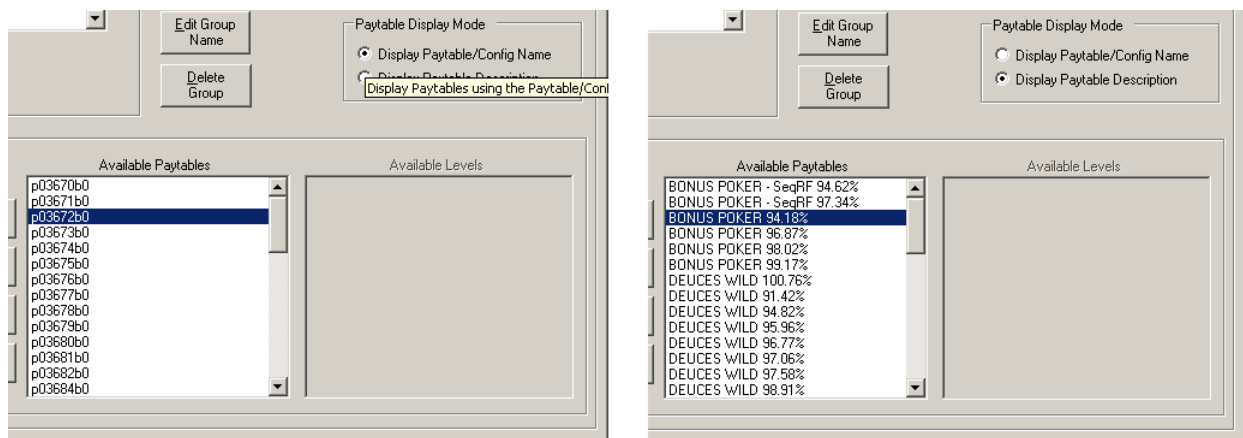 Edit Group
Name
Paytable Display Mode
Display Paytable/Config Name
Delete
Group
Display Paytables using the Paytable/Con
Available Paytables
Available Levels
p03670b0
p03671b0
p03672b0
p03673b0
p03674b0
p03675b0
p03676b0
p03677b0
p03678b0
p03679b0
p03680b0
p03681b0
p03682b0
p03684b0
Edit Group
Name
Paytable Display Mode
Display Paytable/Config Name
Display Paytable Description
Delete
Group
Available Paytables
Available Levels
BONUS POKER - SeqRF 94.62%
BONUS POKER - SeqRF 97.34%
BONUS POKER 94.18%
BONUS POKER 96.87%
BONUS POKER 98.02%
BONUS POKER 99.17%
DEUCES WILD 100.76%
DEUCES WILD 91.42%
DEUCES WILD 94.82%
DEUCES WILD 95.96%
DEUCES WILD 96.77%
DEUCES WILD 97.06%
DEUCES WILD 97.58%
DEUCES WILD 98.91%